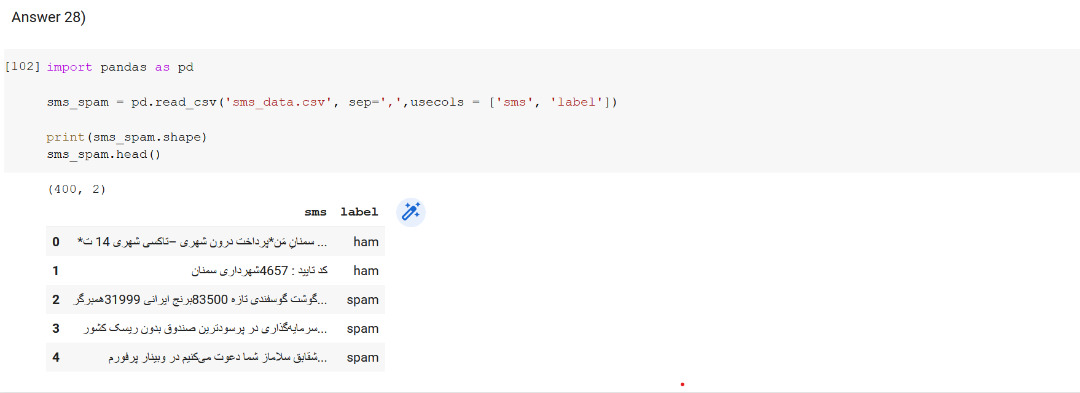 Answer 28)
[102] import pandas as pd
sms_spam = pd.read_csv('sms_data.csv', sep=',',usecols = ['sms', 'label'])
print(sms_spam.shape)
sms_spam.head()
(400, 2)
sms label
0 سمنانِ مَن*پرداخت درون شهری –تاکسی شهری 14 ت* ... ham
1 کد تایید : 4657شهرداری سمنان ham
2 گوشت گوسفندی تازه 83500برنج ایرانی 31999همبرگر... spam
3 سرمایه‌گذاری در پرسودترین صندوق بدون ریسک کشور... spam
4 شقایق سلاماز شما دعوت می‌کنیم در وبینار پرفورم... spam